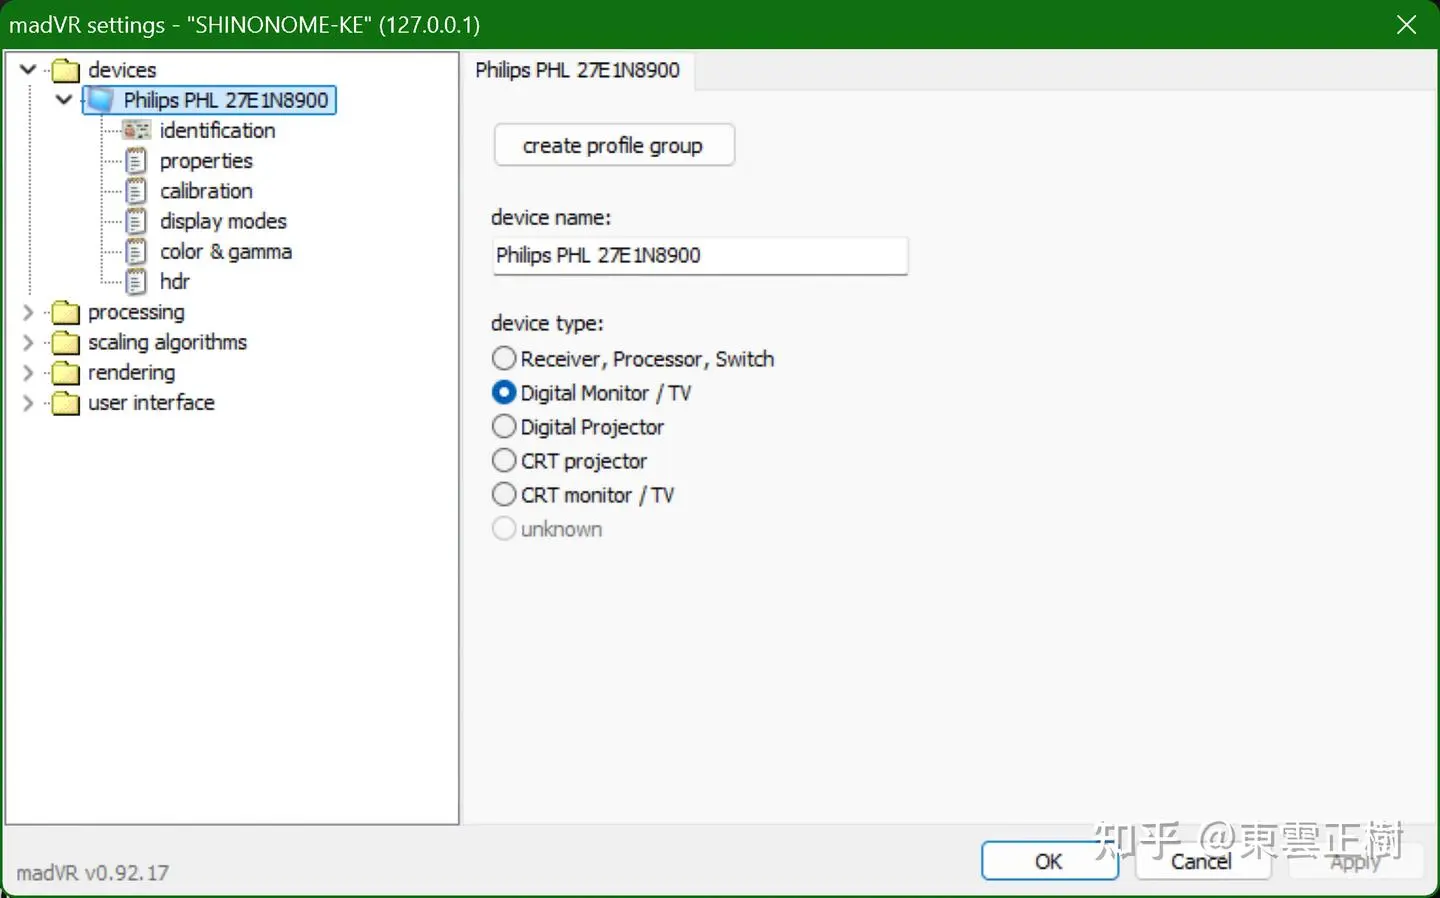 madVR settings - "SHINONOME-KE" (127.0.0.1)
devices
Philips PHL 27E1N8900
identification
properties
calibration
display modes
color & gamma
hdr
processing
scaling algorithms
rendering
user interface
Philips PHL 27E1N8900
create profile group
device name:
Philips PHL 27E1N8900
device type:
Receiver, Processor, Switch
Digital Monitor / TV
Digital Projector
CRT projector
CRT monitor / TV
unknown
madVR v0.92.17
OK
Cancel
Apply
知乎 @東雲正樹